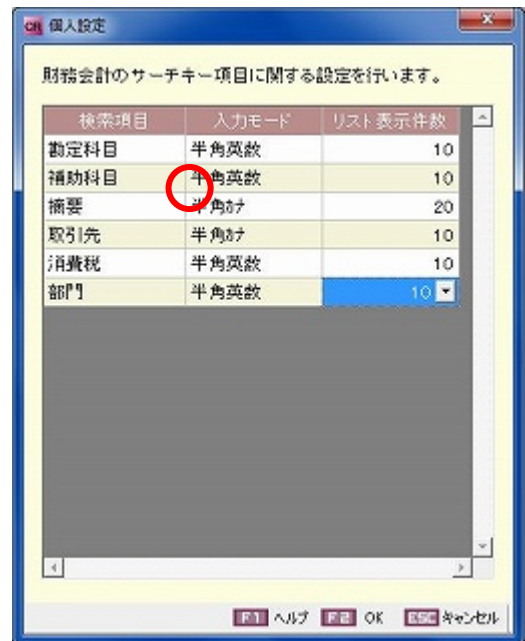 CR 個人設定
財務会計のサーチキー項目に関する設定を行います。
検索項目 入力モード リスト表示件数
勘定科目 半角英数 10
補助科目 半角英数 10
摘要 半角ｶﾅ 20
取引先 半角ｶﾅ 10
消費税 半角英数 10
部門 半角英数 10
F1 ヘルプ F2 OK ESC キャンセル